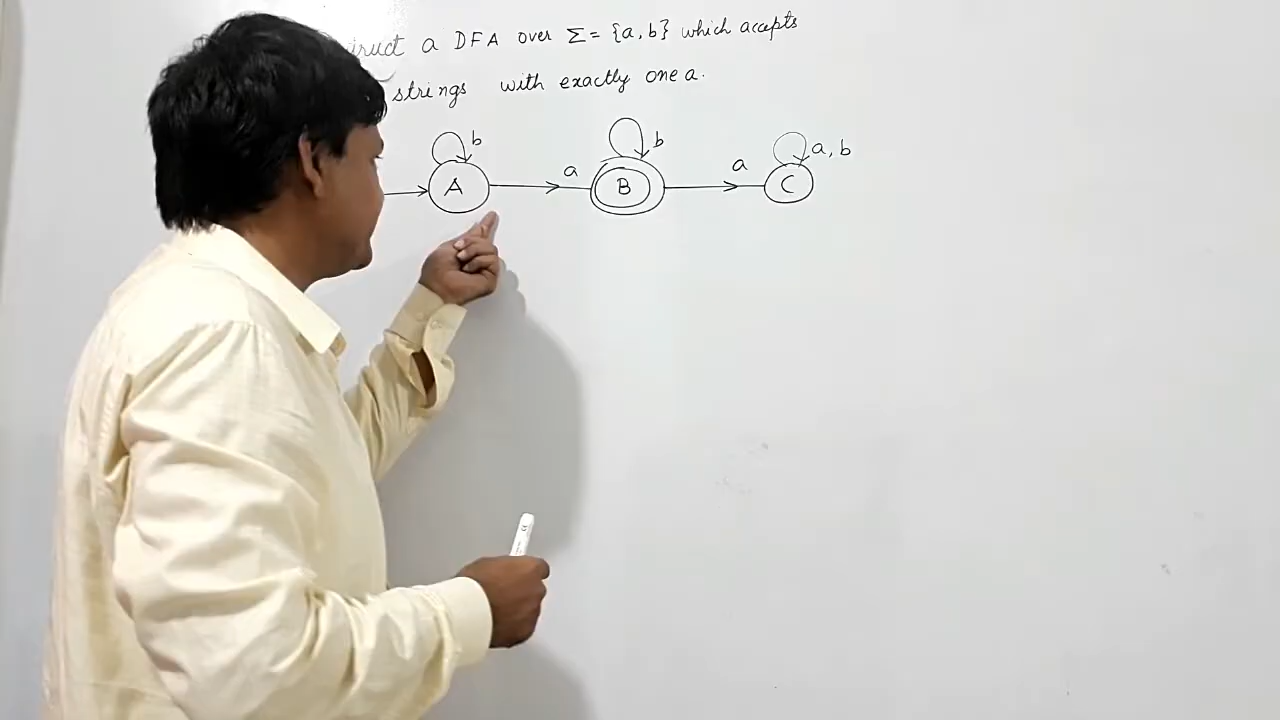 a DFA over Σ = {a, b} which accepts
strings with exactly one a.
b b a, b
a a
A B C